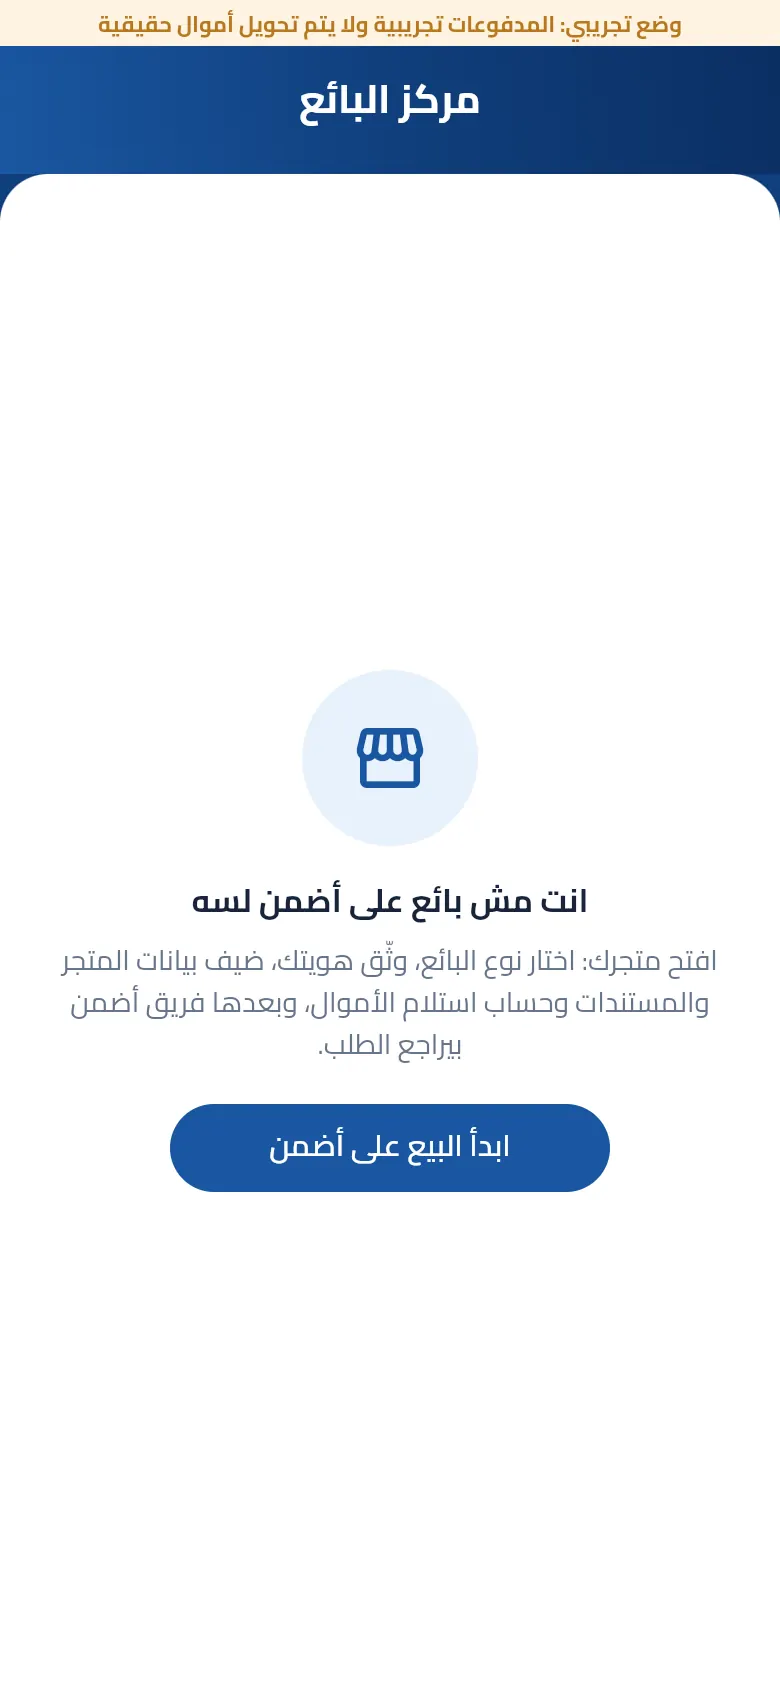 وضع تجريبي: المدفوعات تجريبية ولا يتم تحويل أموال حقيقية
مركز البائع
انت مش بائع على أضمن لسه
افتح متجرك: اختار نوع البائع، وثّق هويتك، ضيف بيانات المتجر
والمستندات وحساب استلام الأموال، وبعدها فريق أضمن
بيراجع الطلب.
ابدأ البيع على أضمن